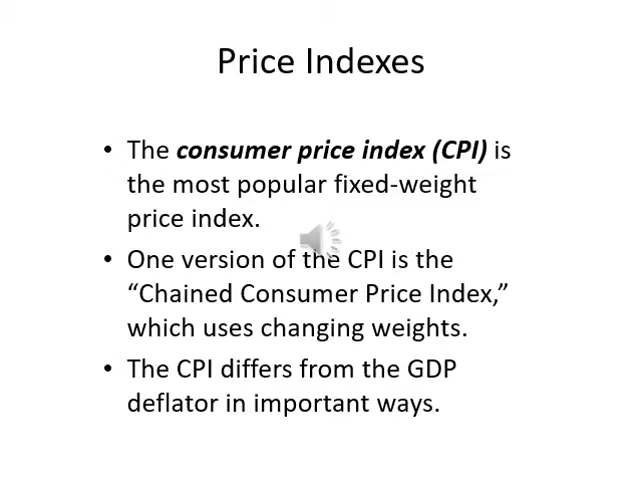 Price Indexes
• The consumer price index (CPI) is
the most popular fixed-weight
price index.
• One version of the CPI is the
“Chained Consumer Price Index,”
which uses changing weights.
• The CPI differs from the GDP
deflator in important ways.